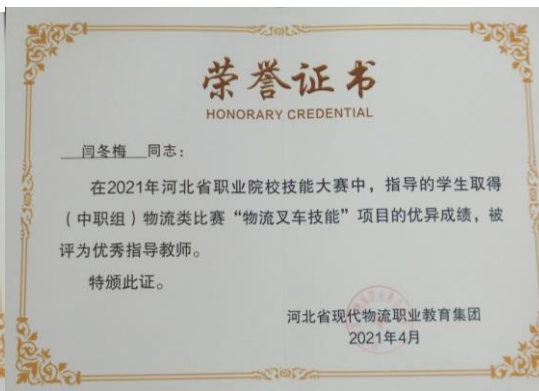 荣誉证书
HONORARY CREDENTIAL
闫冬梅 同志：
在2021年河北省职业院校技能大赛中，指导的学生取得
（中职组）物流类比赛“物流叉车技能”项目的优异成绩，被
评为优秀指导教师。
特颁此证。
河北省现代物流职业教育集团
2021年4月